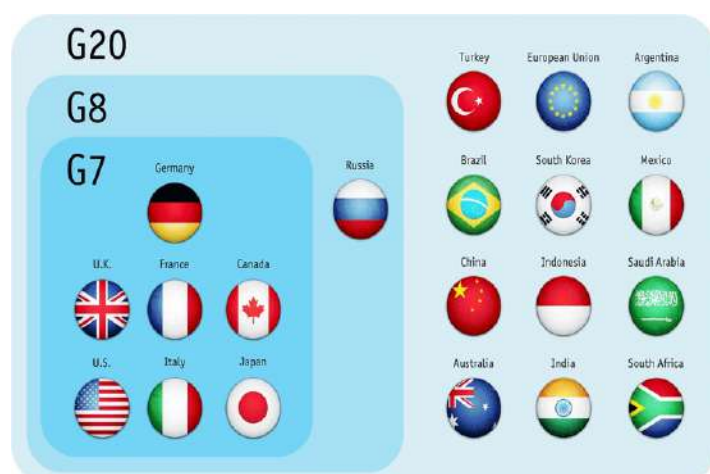 G20
G8
G7
Germany
U.K.
France
Canada
U.S.
Italy
Japan
Russia
Turkey
European Union
Argentina
Brazil
South Korea
Mexico
China
Indonesia
Saudi Arabia
Australia
India
South Africa